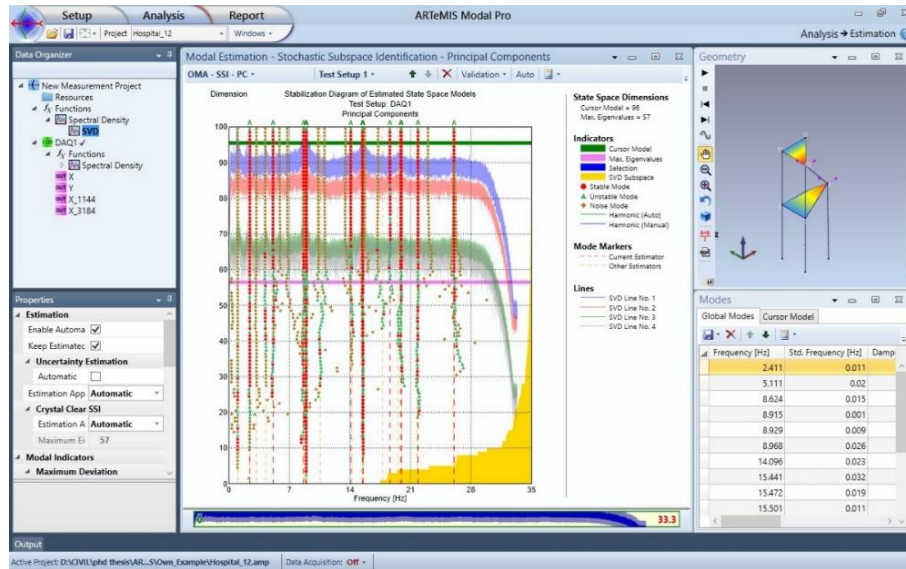 Setup Analysis Report
ARTeMIS Modal Pro
Project Hospital_12 Windows
Analysis → Estimation
Data Organizer
New Measurement Project
Resources
Functions
Spectral Density
SVD
DAQ1
Functions
Spectral Density
out X
out Y
out X_1144
out X_3184
Properties
Estimation
Enable Automa
Keep Estimatec
Uncertainty Estimation
Automatic
Estimation App Automatic
Crystal Clear SSI
Estimation A Automatic
Maximum Ei 57
Modal Indicators
Maximum Deviation
Modal Estimation - Stochastic Subspace Identification - Principal Components
OMA - SSI - PC Test Setup 1 Validation Auto
Dimension
Stabilization Diagram of Estimated State Space Models
Test Setup: DAQ1
Principal Components
100
90
80
70
60
50
40
30
20
10
0
0 7 14 21 28 35
Frequency [Hz]
State Space Dimensions
Cursor Model = 96
Max. Eigenvalues = 57
Indicators
Cursor Model
Max. Eigenvalues
Selection
SVD Subspace
Stable Mode
Unstable Mode
Noise Mode
Harmonic (Auto)
Harmonic (Manual)
Mode Markers
Current Estimator
Other Estimators
Lines
SVD Line No. 1
SVD Line No. 2
SVD Line No. 3
SVD Line No. 4
0 33.3
Geometry
Modes
Global Modes Cursor Model
Frequency [Hz] Std. Frequency [Hz] Damp
2.411 0.011
5.111 0.02
8.624 0.015
8.915 0.001
8.929 0.009
8.968 0.026
14.096 0.023
15.441 0.032
15.472 0.019
15.501 0.011
Output
Active Project: D:\CIVIL\phd thesis\AR...S\Own_Example\Hospital_12.amp Data Acquisition: Off